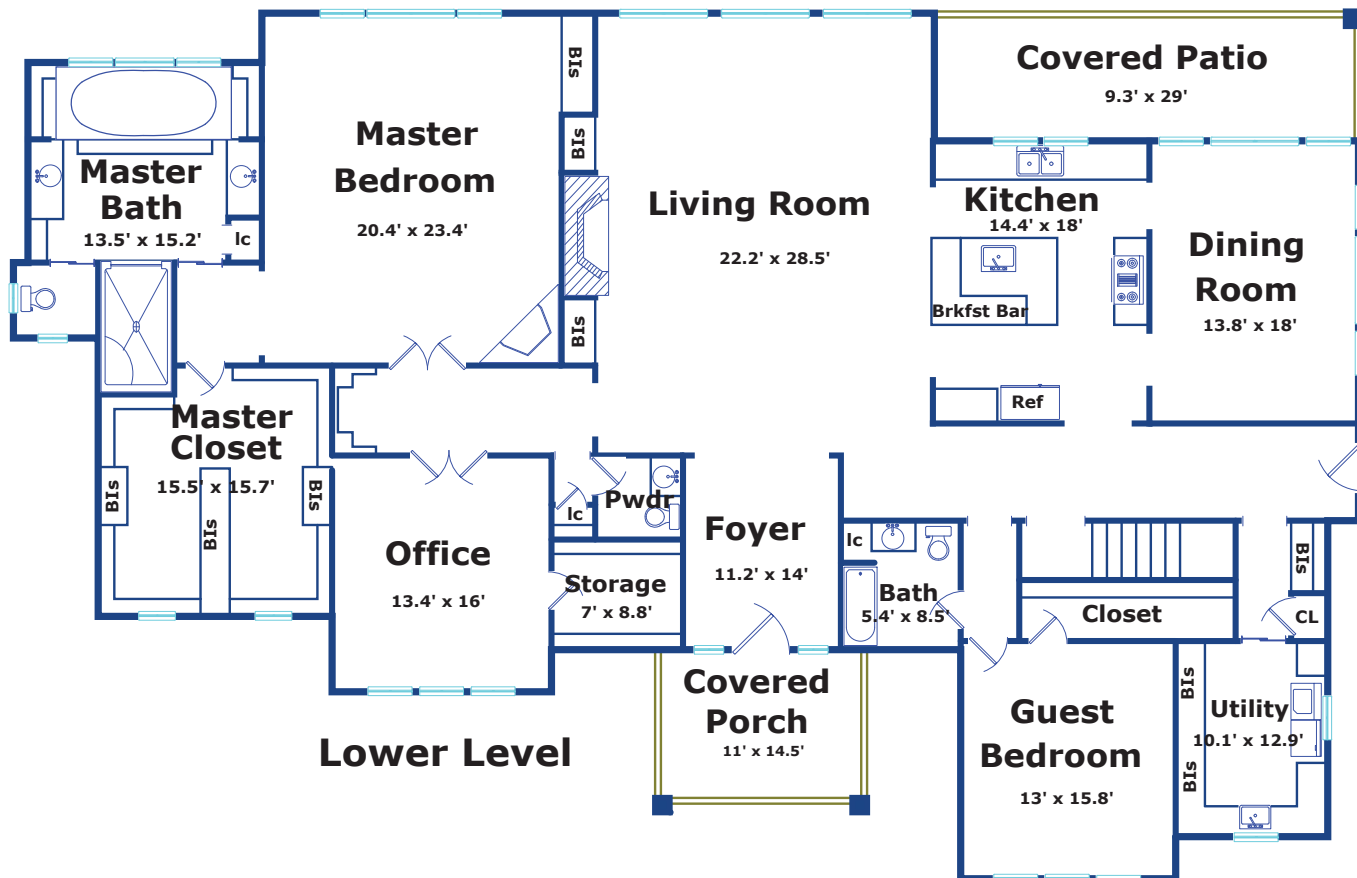 BIs
Covered Patio
9.3' x 29'
Master
Bedroom
20.4' x 23.4'
BIs
Master
Bath
13.5' x 15.2'
lc
Living Room
22.2' x 28.5'
Kitchen
14.4' x 18'
Dining
Room
13.8' x 18'
Brkfst Bar
BIs
Ref
Master
Closet
15.5' x 15.7'
BIs
BIs
BIs
Pwdr
lc
Office
13.4' x 16'
Storage
7' x 8.8'
Foyer
11.2' x 14'
lc
Bath
5.4' x 8.5'
Closet
BIs
CL
Covered
Porch
11' x 14.5'
Lower Level
Guest
Bedroom
13' x 15.8'
BIs
Utility
10.1' x 12.9'
BIs